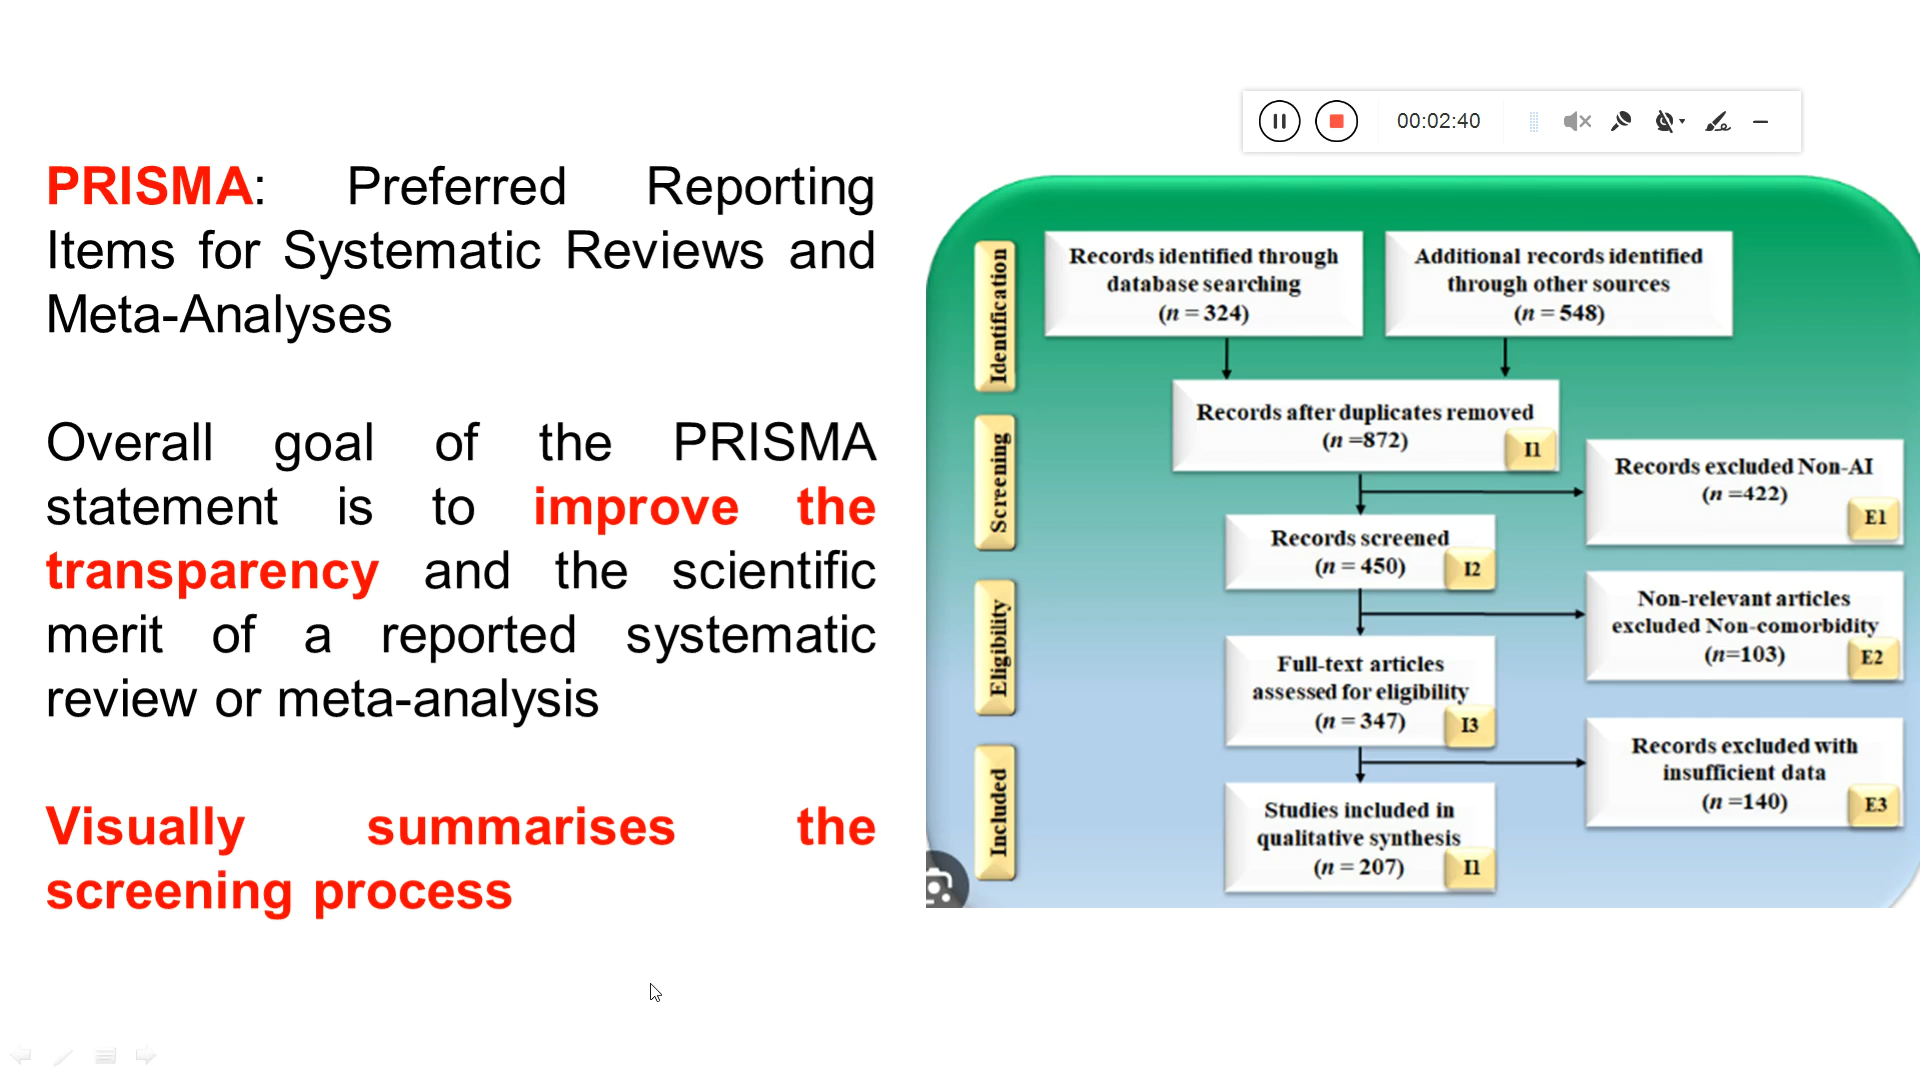 00:02:40
PRISMA: Preferred Reporting
Items for Systematic Reviews and
Meta-Analyses
Overall goal of the PRISMA
statement is to improve the
transparency and the scientific
merit of a reported systematic
review or meta-analysis
Visually summarises the
screening process
Identification
Records identified through
database searching
(n = 324)
Additional records identified
through other sources
(n = 548)
Records after duplicates removed
(n =872)
I1
Screening
Records excluded Non-AI
(n =422)
E1
Records screened
(n = 450)
I2
Eligibility
Non-relevant articles
excluded Non-comorbidity
(n=103)
E2
Full-text articles
assessed for eligibility
(n = 347)
I3
Included
Records excluded with
insufficient data
(n =140)
E3
Studies included in
qualitative synthesis
(n = 207)
I1